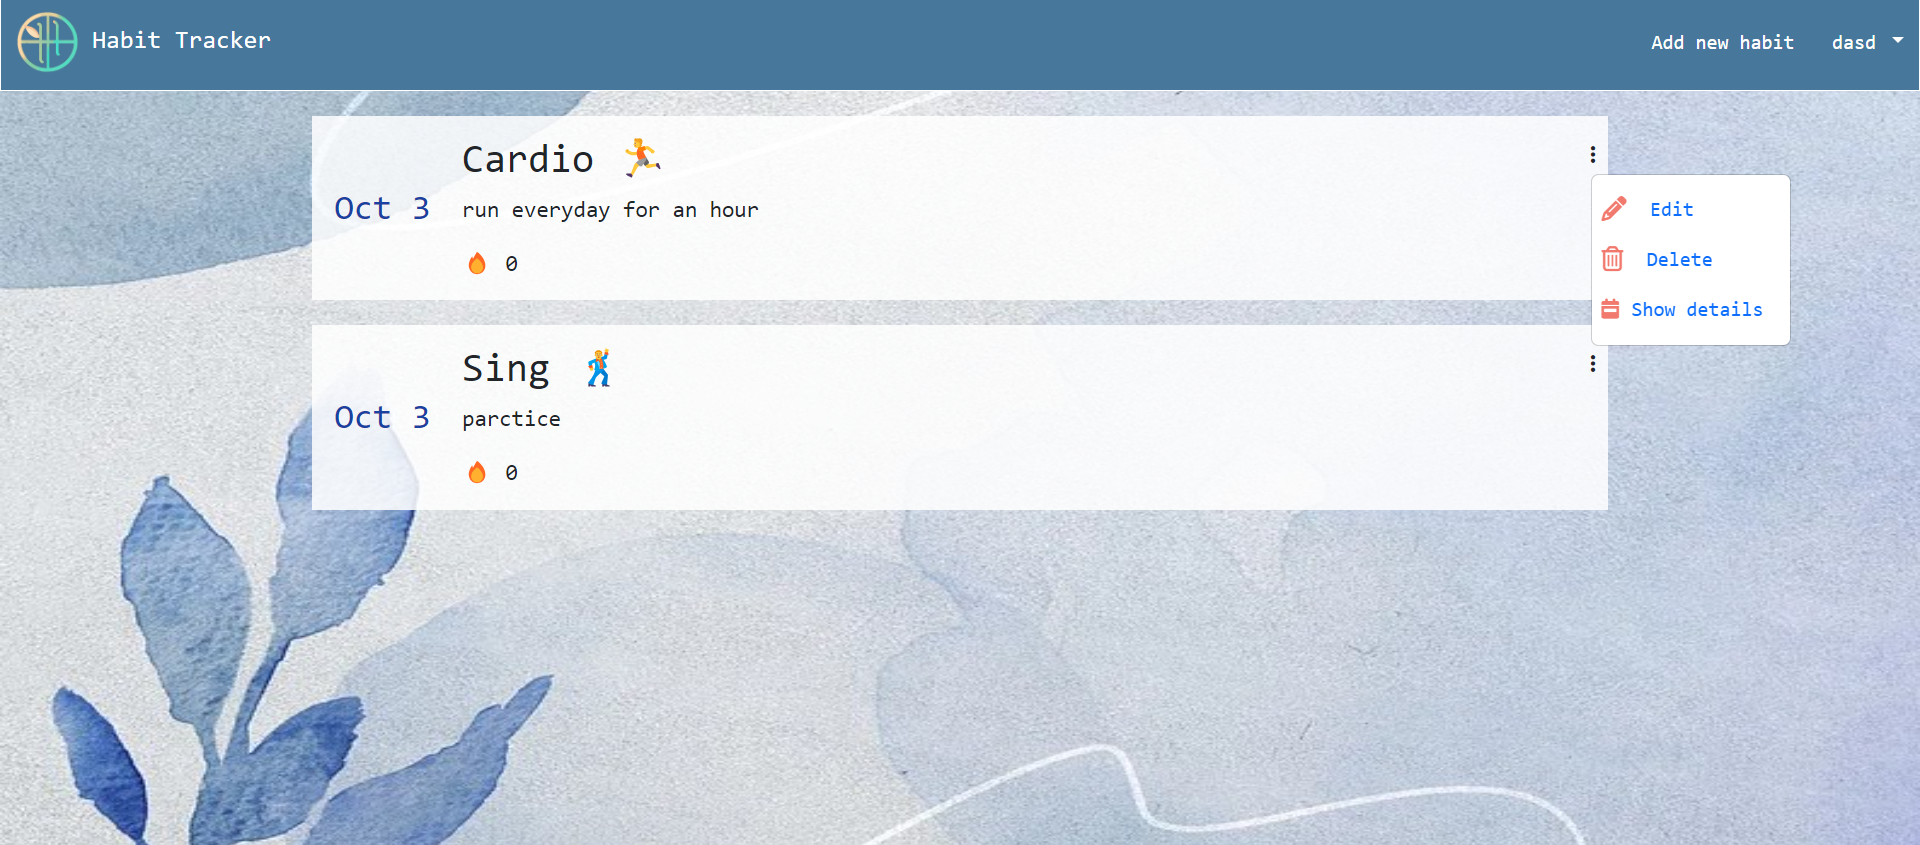 Habit Tracker
Add new habit
dasd
Cardio 🏃
Oct 3
run everyday for an hour
🔥 0
Edit
Delete
Show details
Sing 🕺
Oct 3
parctice
🔥 0